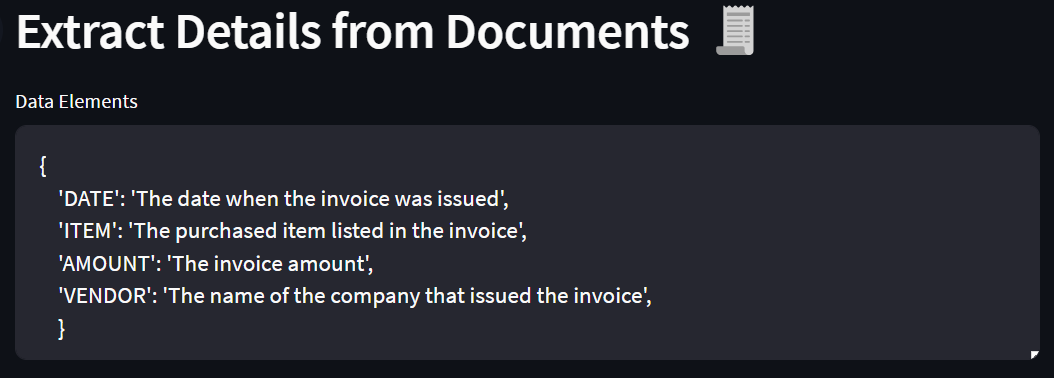 Extract Details from Documents
Data Elements
{
'DATE': 'The date when the invoice was issued',
'ITEM': 'The purchased item listed in the invoice',
'AMOUNT': 'The invoice amount',
'VENDOR': 'The name of the company that issued the invoice',
}